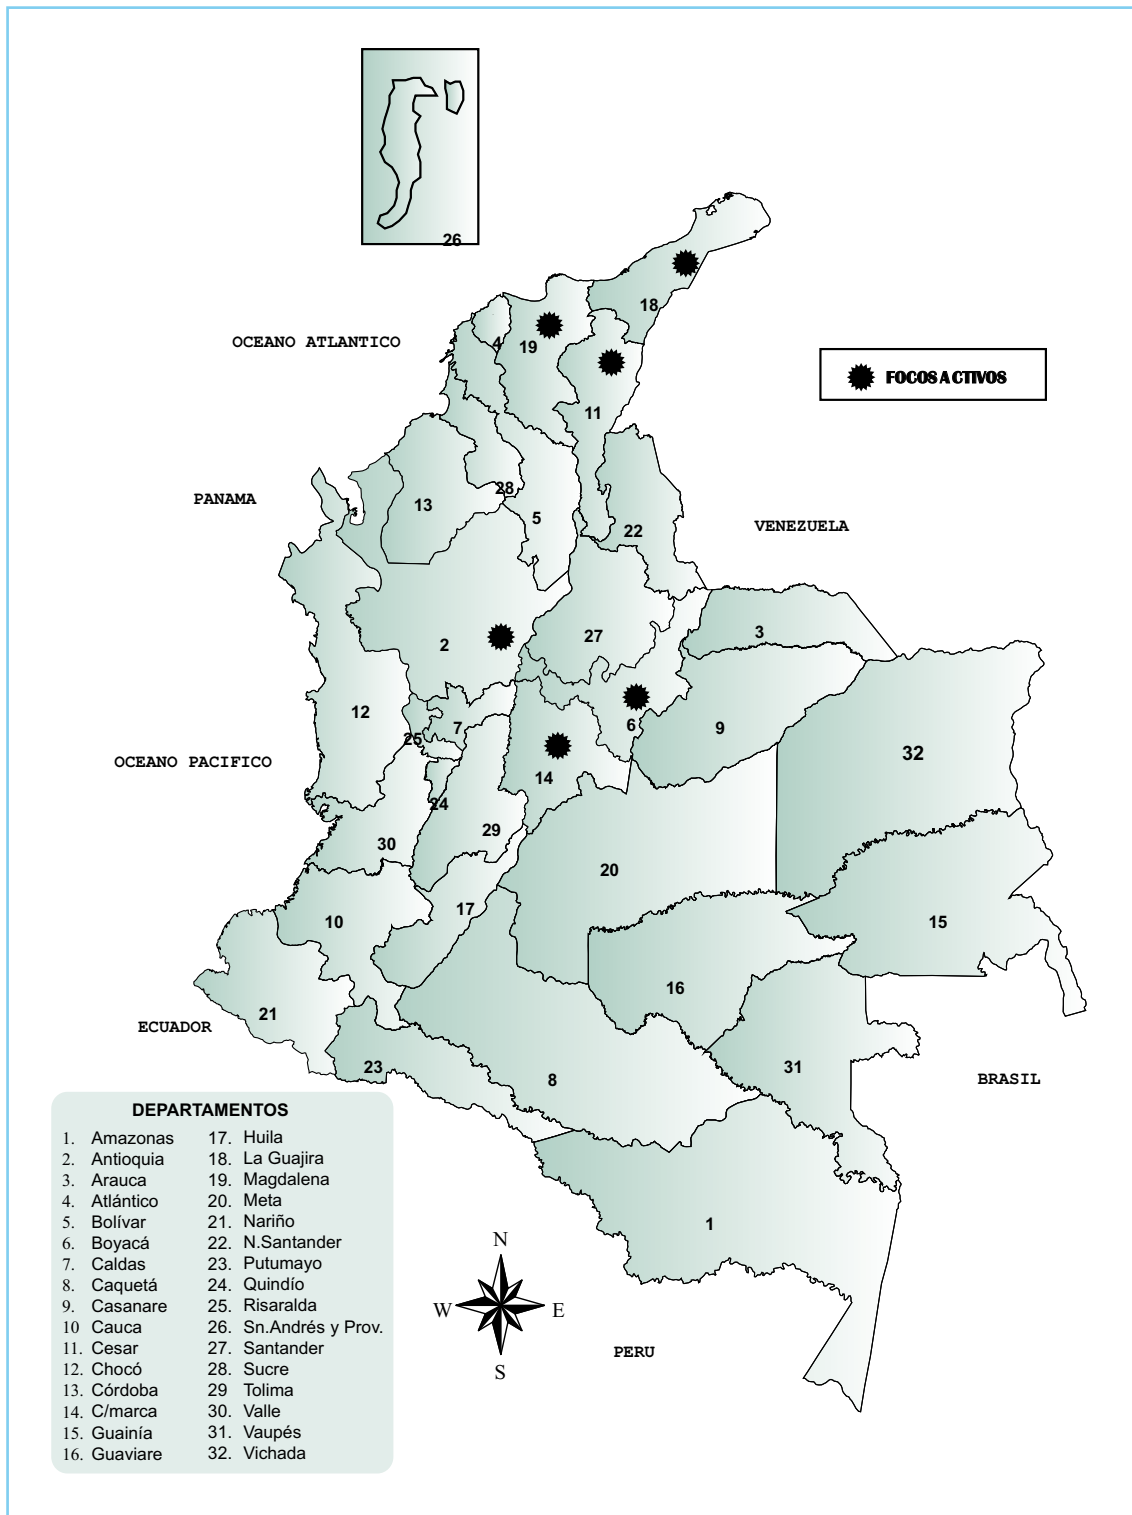 26
18
OCEANO ATLANTICO
4
19
FOCOS ACTIVOS
11
PANAMA
28
13
5
VENEZUELA
22
3
27
2
12
6
9
7
25
32
OCEANO PACIFICO
14
24
29
30
20
17
10
15
16
21
ECUADOR
23
31
8
BRASIL
DEPARTAMENTOS
1. Amazonas
2. Antioquia
3. Arauca
4. Atlántico
5. Bolívar
6. Boyacá
7. Caldas
8. Caquetá
9. Casanare
10 Cauca
11. Cesar
12. Chocó
13. Córdoba
14. C/marca
15. Guainía
16. Guaviare
17. Huila
18. La Guajira
19. Magdalena
20. Meta
21. Nariño
22. N.Santander
23. Putumayo
24. Quindío
25. Risaralda
26. Sn.Andrés y Prov.
27. Santander
28. Sucre
29 Tolima
30. Valle
31. Vaupés
32. Vichada
1
N
W E
S
PERU